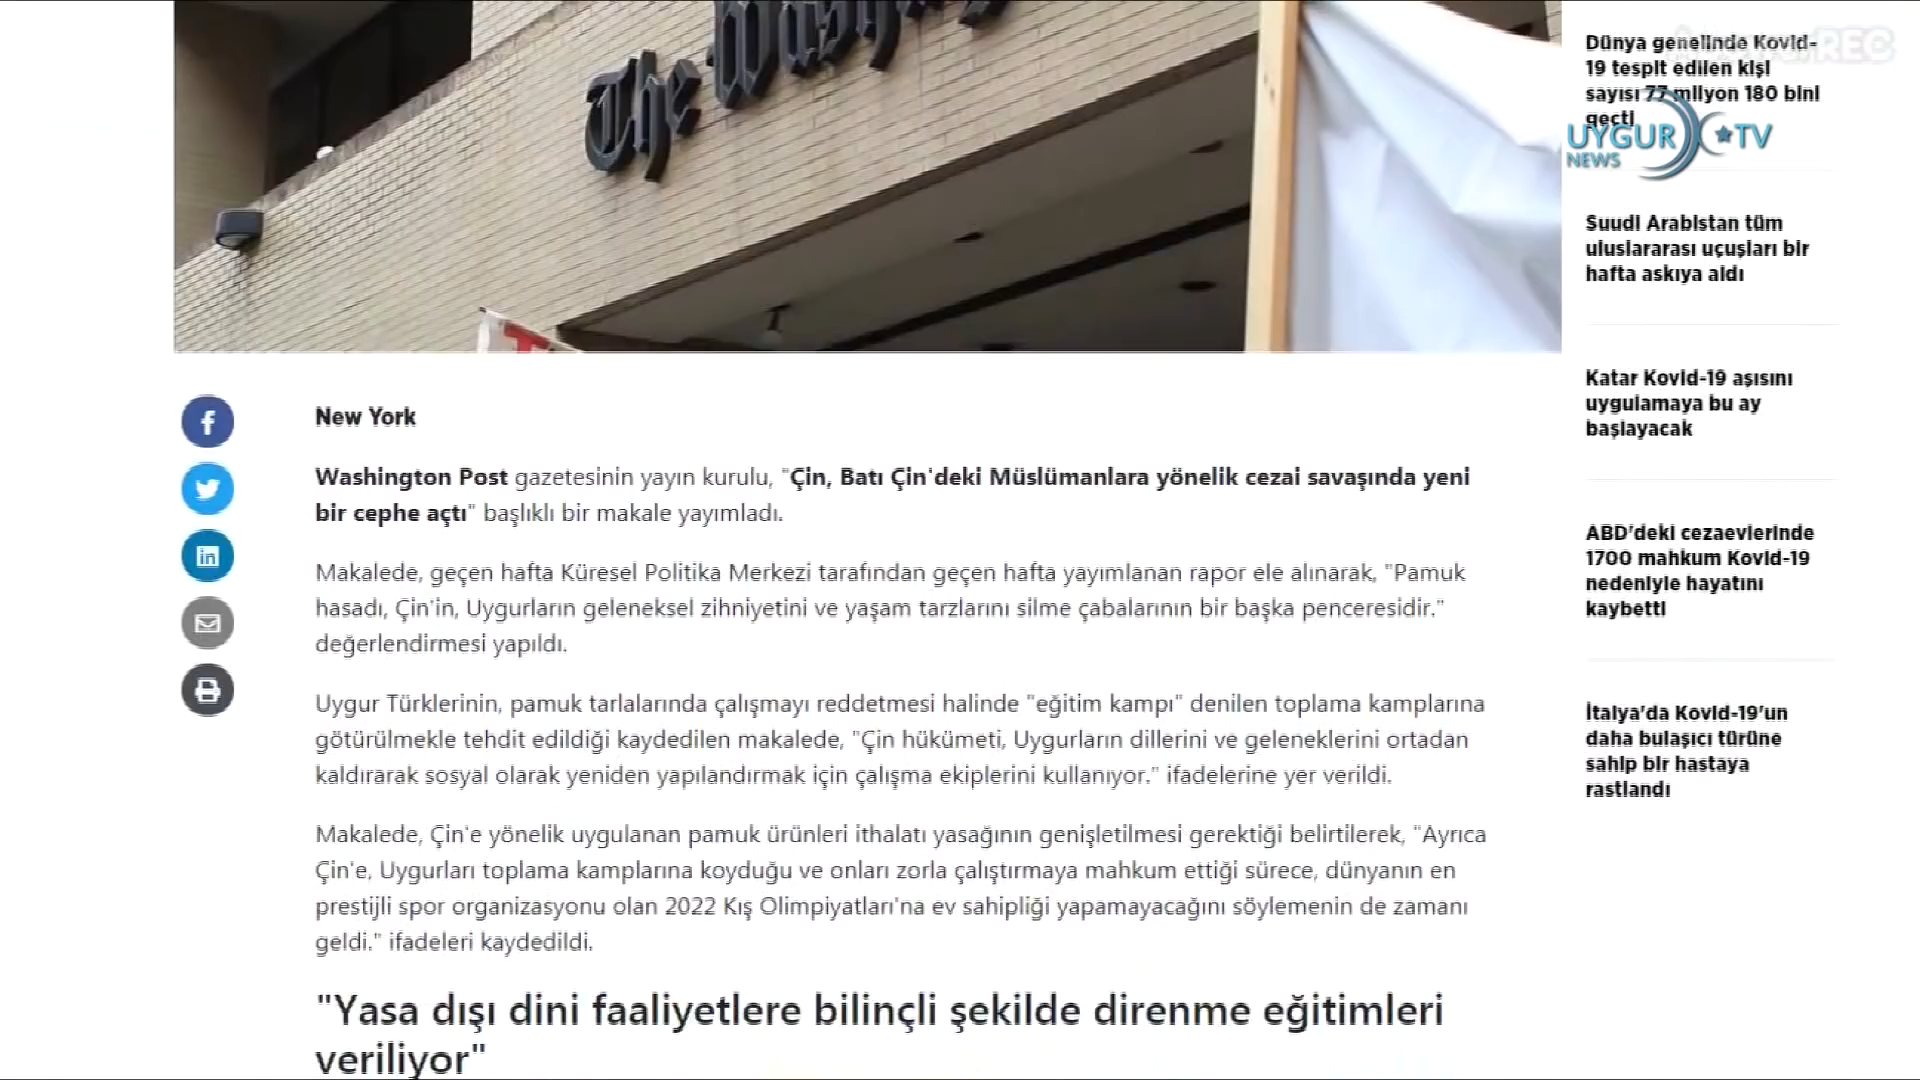 The Washing
New York
Washington Post gazetesinin yayın kurulu, "Çin, Batı Çin'deki Müslümanlara yönelik cezai savaşında yeni
bir cephe açtı" başlıklı bir makale yayımladı.
Makalede, geçen hafta Küresel Politika Merkezi tarafından geçen hafta yayımlanan rapor ele alınarak, "Pamuk
hasadı, Çin'in, Uygurların geleneksel zihniyetini ve yaşam tarzlarını silme çabalarının bir başka penceresidir."
değerlendirmesi yapıldı.
Uygur Türklerinin, pamuk tarlalarında çalışmayı reddetmesi halinde "eğitim kampı" denilen toplama kamplarına
götürülmekle tehdit edildiği kaydedilen makalede, "Çin hükümeti, Uygurların dillerini ve geleneklerini ortadan
kaldırarak sosyal olarak yeniden yapılandırmak için çalışma ekiplerini kullanıyor." ifadelerine yer verildi.
Makalede, Çin'e yönelik uygulanan pamuk ürünleri ithalatı yasağının genişletilmesi gerektiği belirtilerek, "Ayrıca
Çin'e, Uygurları toplama kamplarına koyduğu ve onları zorla çalıştırmaya mahkum ettiği sürece, dünyanın en
prestijli spor organizasyonu olan 2022 Kış Olimpiyatları'na ev sahipliği yapamayacağını söylemenin de zamanı
geldi." ifadeleri kaydedildi.
"Yasa dışı dini faaliyetlere bilinçli şekilde direnme eğitimleri
veriliyor"
Dünya genelinde Kovid-
19 tespit edilen kişi
sayısı 77 milyon 180 bini
geçti
UYGUR TV
NEWS
REC
Suudi Arabistan tüm
uluslararası uçuşları bir
hafta askıya aldı
Katar Kovid-19 aşısını
uygulamaya bu ay
başlayacak
ABD'deki cezaevlerinde
1700 mahkum Kovid-19
nedeniyle hayatını
kaybetti
İtalya'da Kovid-19'un
daha bulaşıcı türüne
sahip bir hastaya
rastlandı